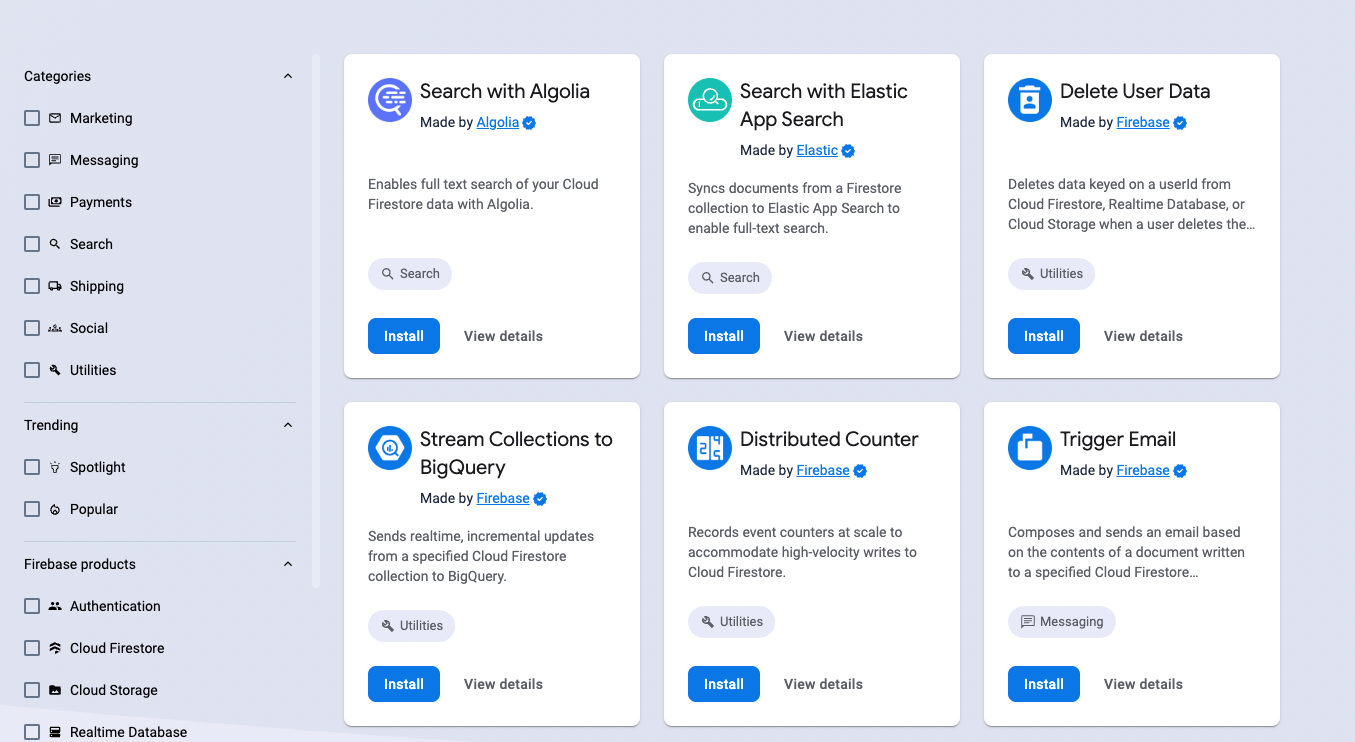 Categories
Marketing
Messaging
Payments
Search
Shipping
Social
Utilities
Trending
Spotlight
Popular
Firebase products
Authentication
Cloud Firestore
Cloud Storage
Realtime Database
Search with Algolia
Made by Algolia
Enables full text search of your Cloud
Firestore data with Algolia.
Search
Install View details
Search with Elastic
App Search
Made by Elastic
Syncs documents from a Firestore
collection to Elastic App Search to
enable full-text search.
Search
Install View details
Delete User Data
Made by Firebase
Deletes data keyed on a userId from
Cloud Firestore, Realtime Database, or
Cloud Storage when a user deletes the…
Utilities
Install View details
Stream Collections to
BigQuery
Made by Firebase
Sends realtime, incremental updates
from a specified Cloud Firestore
collection to BigQuery.
Utilities
Install View details
Distributed Counter
Made by Firebase
Records event counters at scale to
accommodate high-velocity writes to
Cloud Firestore.
Utilities
Install View details
Trigger Email
Made by Firebase
Composes and sends an email based
on the contents of a document written
to a specified Cloud Firestore…
Messaging
Install View details